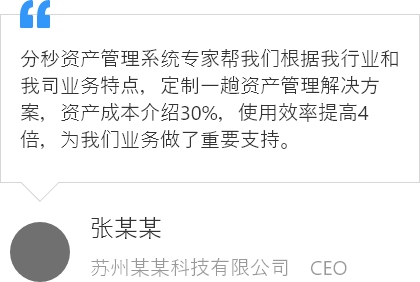 分秒资产管理系统专家帮我们根据我行业和
我司业务特点，定制一趟资产管理解决方
案，资产成本介绍30%，使用效率提高4
倍，为我们业务做了重要支持。
张某某
苏州某某科技有限公司 CEO